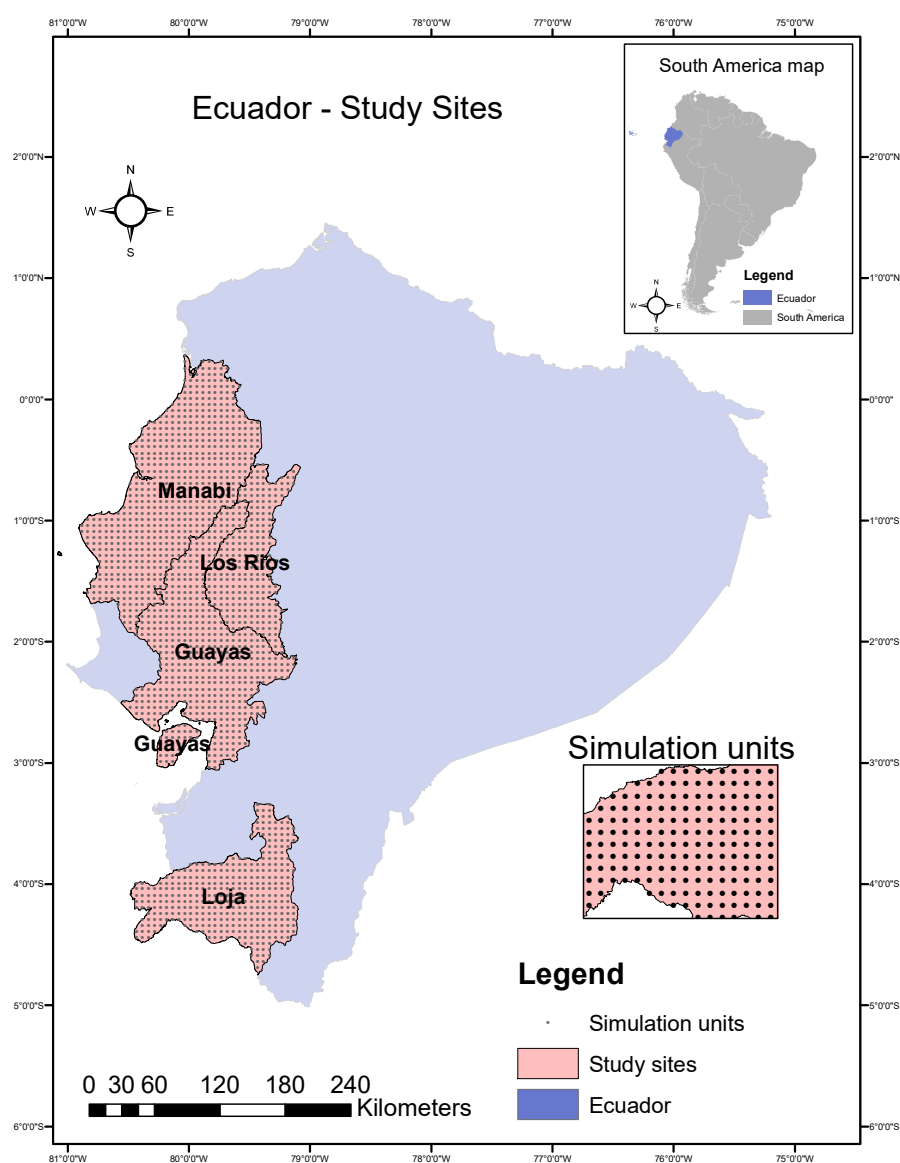 81°0'0"W 80°0'0"W 79°0'0"W 78°0'0"W 77°0'0"W 76°0'0"W 75°0'0"W
South America map
Ecuador - Study Sites
2°0'0"N 2°0'0"N
N
W E
S
1°0'0"N 1°0'0"N
Legend
Ecuador
South America
N
W E
S
0°0'0" 0°0'0"
Manabi
1°0'0"S 1°0'0"S
Los Rios
2°0'0"S 2°0'0"S
Guayas
Guayas
Simulation units
3°0'0"S 3°0'0"S
4°0'0"S 4°0'0"S
Loja
Legend
5°0'0"S 5°0'0"S
Simulation units
Study sites
Ecuador
0 30 60 120 180 240
Kilometers
6°0'0"S 6°0'0"S
81°0'0"W 80°0'0"W 79°0'0"W 78°0'0"W 77°0'0"W 76°0'0"W 75°0'0"W